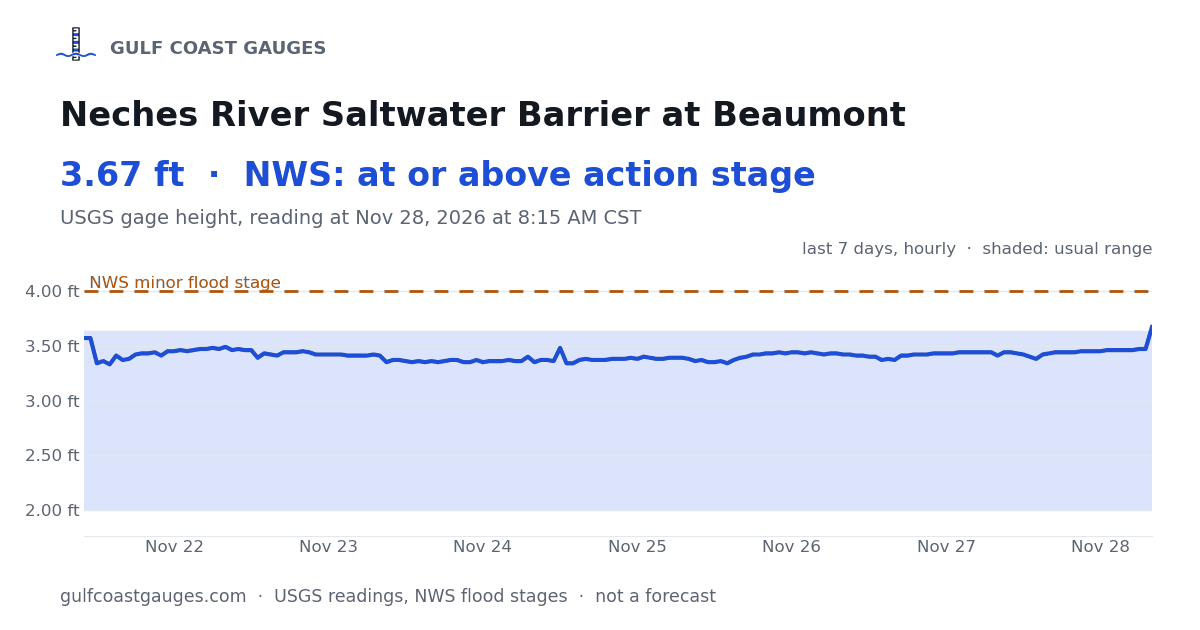 GULF COAST GAUGES
Neches River Saltwater Barrier at Beaumont
3.67 ft · NWS: at or above action stage
USGS gage height, reading at Nov 28, 2026 at 8:15 AM CST
last 7 days, hourly · shaded: usual range
NWS minor flood stage
4.00 ft
3.50 ft
3.00 ft
2.50 ft
2.00 ft
Nov 22 Nov 23 Nov 24 Nov 25 Nov 26 Nov 27 Nov 28
gulfcoastgauges.com · USGS readings, NWS flood stages · not a forecast